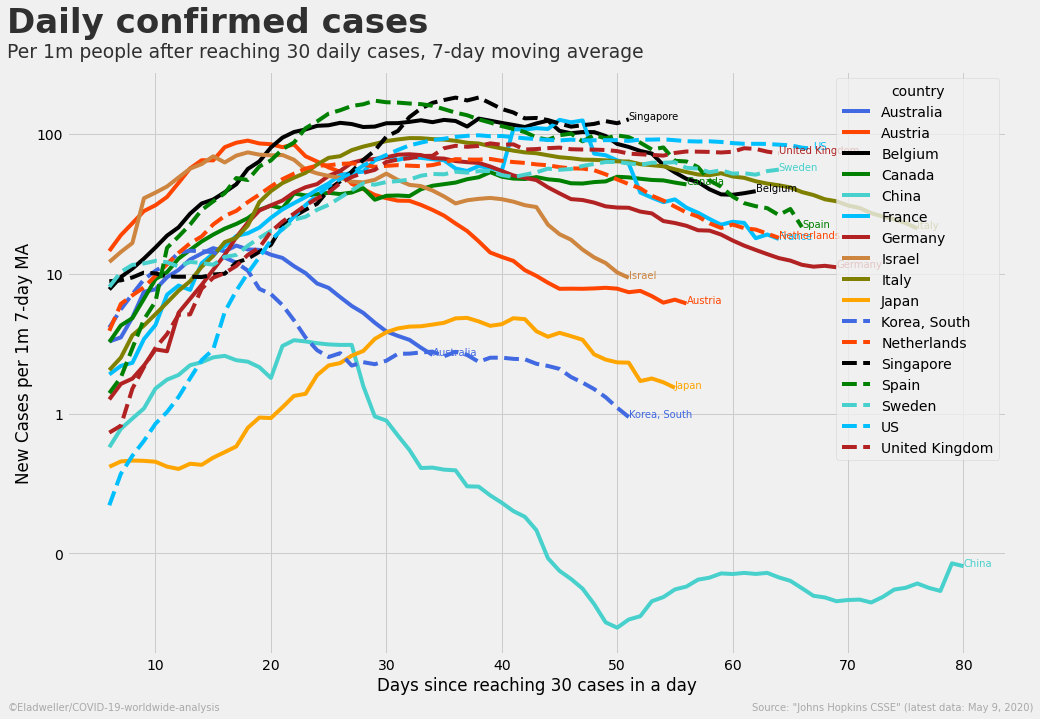 Daily confirmed cases
Per 1m people after reaching 30 daily cases, 7-day moving average
New Cases per 1m 7-day MA
100
10
1
0
country
Australia
Austria
Belgium
Canada
China
France
Germany
Israel
Italy
Japan
Korea, South
Netherlands
Singapore
Spain
Sweden
US
United Kingdom
Singapore
US
United Kingdom
Sweden
Canada
Belgium
Spain
Italy
France
Netherlands
Germany
Israel
Austria
Australia
Japan
Korea, South
China
10 20 30 40 50 60 70 80
Days since reaching 30 cases in a day
©Eladweller/COVID-19-worldwide-analysis
Source: "Johns Hopkins CSSE" (latest data: May 9, 2020)